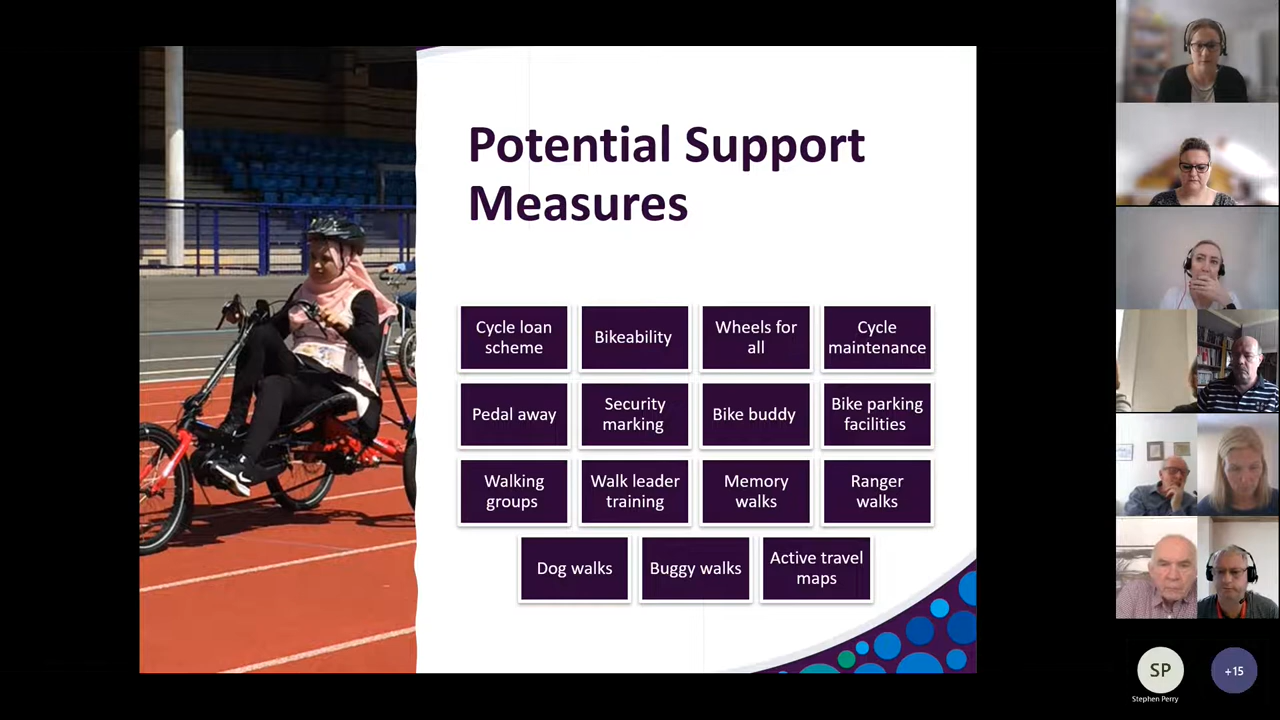 Potential Support
Measures
Cycle loan
scheme
Bikeability
Wheels for
all
Cycle
maintenance
Pedal away
Security
marking
Bike buddy
Bike parking
facilities
Walking
groups
Walk leader
training
Memory
walks
Ranger
walks
Dog walks
Buggy walks
Active travel
maps
SP
Stephen Perry
+15